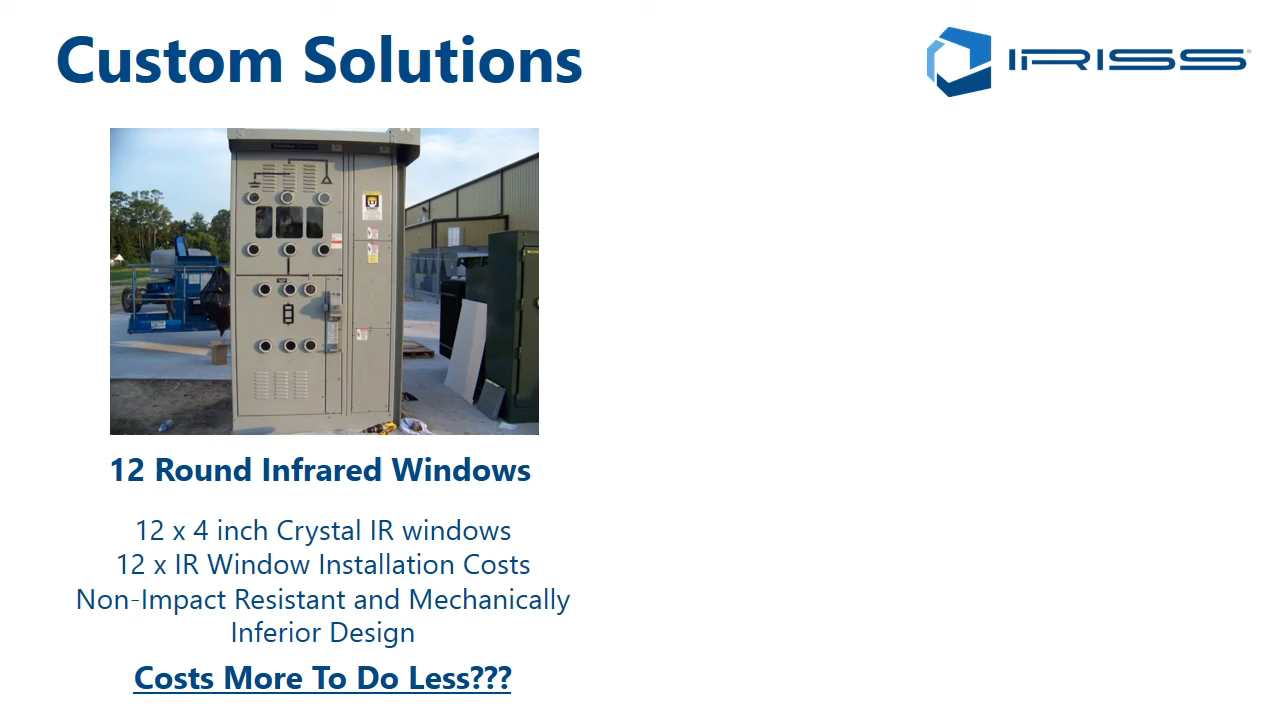 Custom Solutions
IRISS
12 Round Infrared Windows
12 x 4 inch Crystal IR windows
12 x IR Window Installation Costs
Non-Impact Resistant and Mechanically
Inferior Design
Costs More To Do Less???